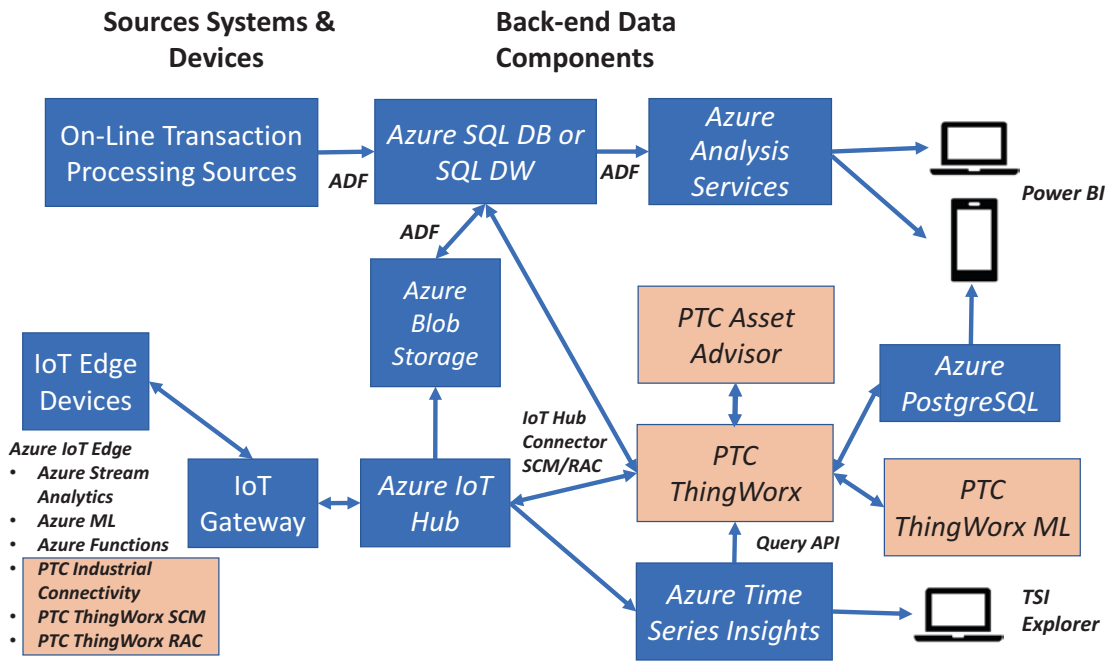 Sources Systems &
Devices
Back-end Data
Components
On-Line Transaction
Processing Sources
ADF
Azure SQL DB or
SQL DW
ADF
Azure
Analysis
Services
Power BI
ADF
Azure
Blob
Storage
PTC Asset
Advisor
Azure
PostgreSQL
IoT Edge
Devices
Azure IoT Edge
• Azure Stream
Analytics
• Azure ML
• Azure Functions
• PTC Industrial
Connectivity
• PTC ThingWorx SCM
• PTC ThingWorx RAC
IoT
Gateway
Azure IoT
Hub
IoT Hub
Connector
SCM/RAC
PTC
ThingWorx
PTC
ThingWorx ML
Query API
Azure Time
Series Insights
TSI
Explorer